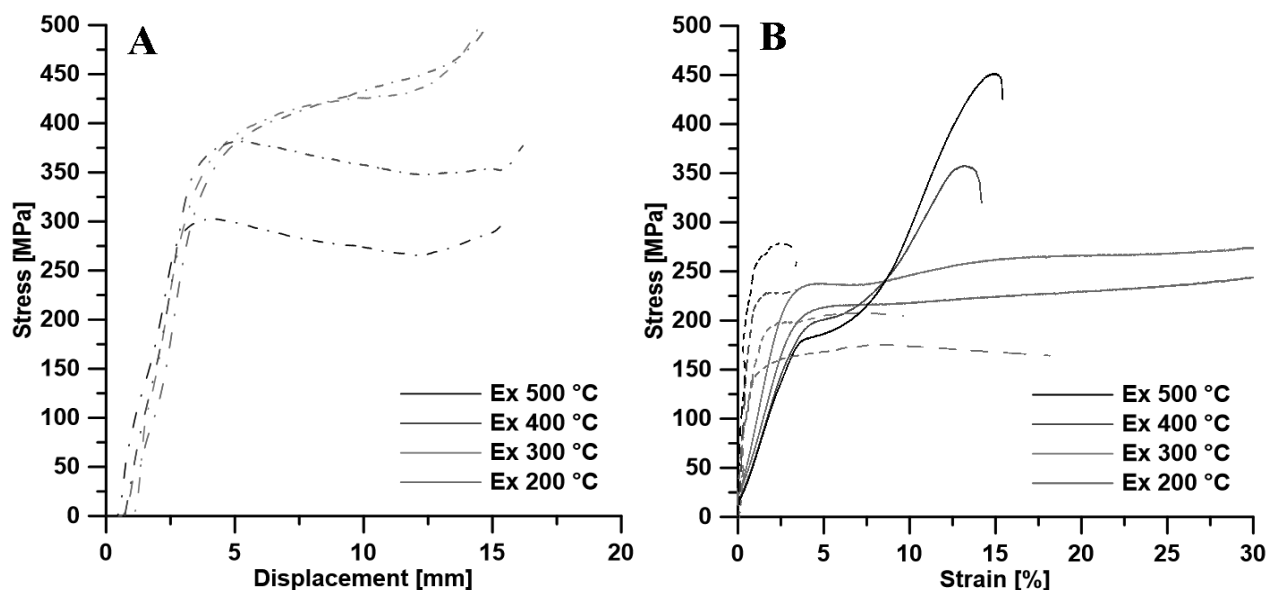 A
Stress [MPa]
500
450
400
350
300
250
200
150
100
50
0
0 5 10 15 20
Displacement [mm]
Ex 500 °C
Ex 400 °C
Ex 300 °C
Ex 200 °C
B
Stress [MPa]
500
450
400
350
300
250
200
150
100
50
0
0 5 10 15 20 25 30
Strain [%]
Ex 500 °C
Ex 400 °C
Ex 300 °C
Ex 200 °C